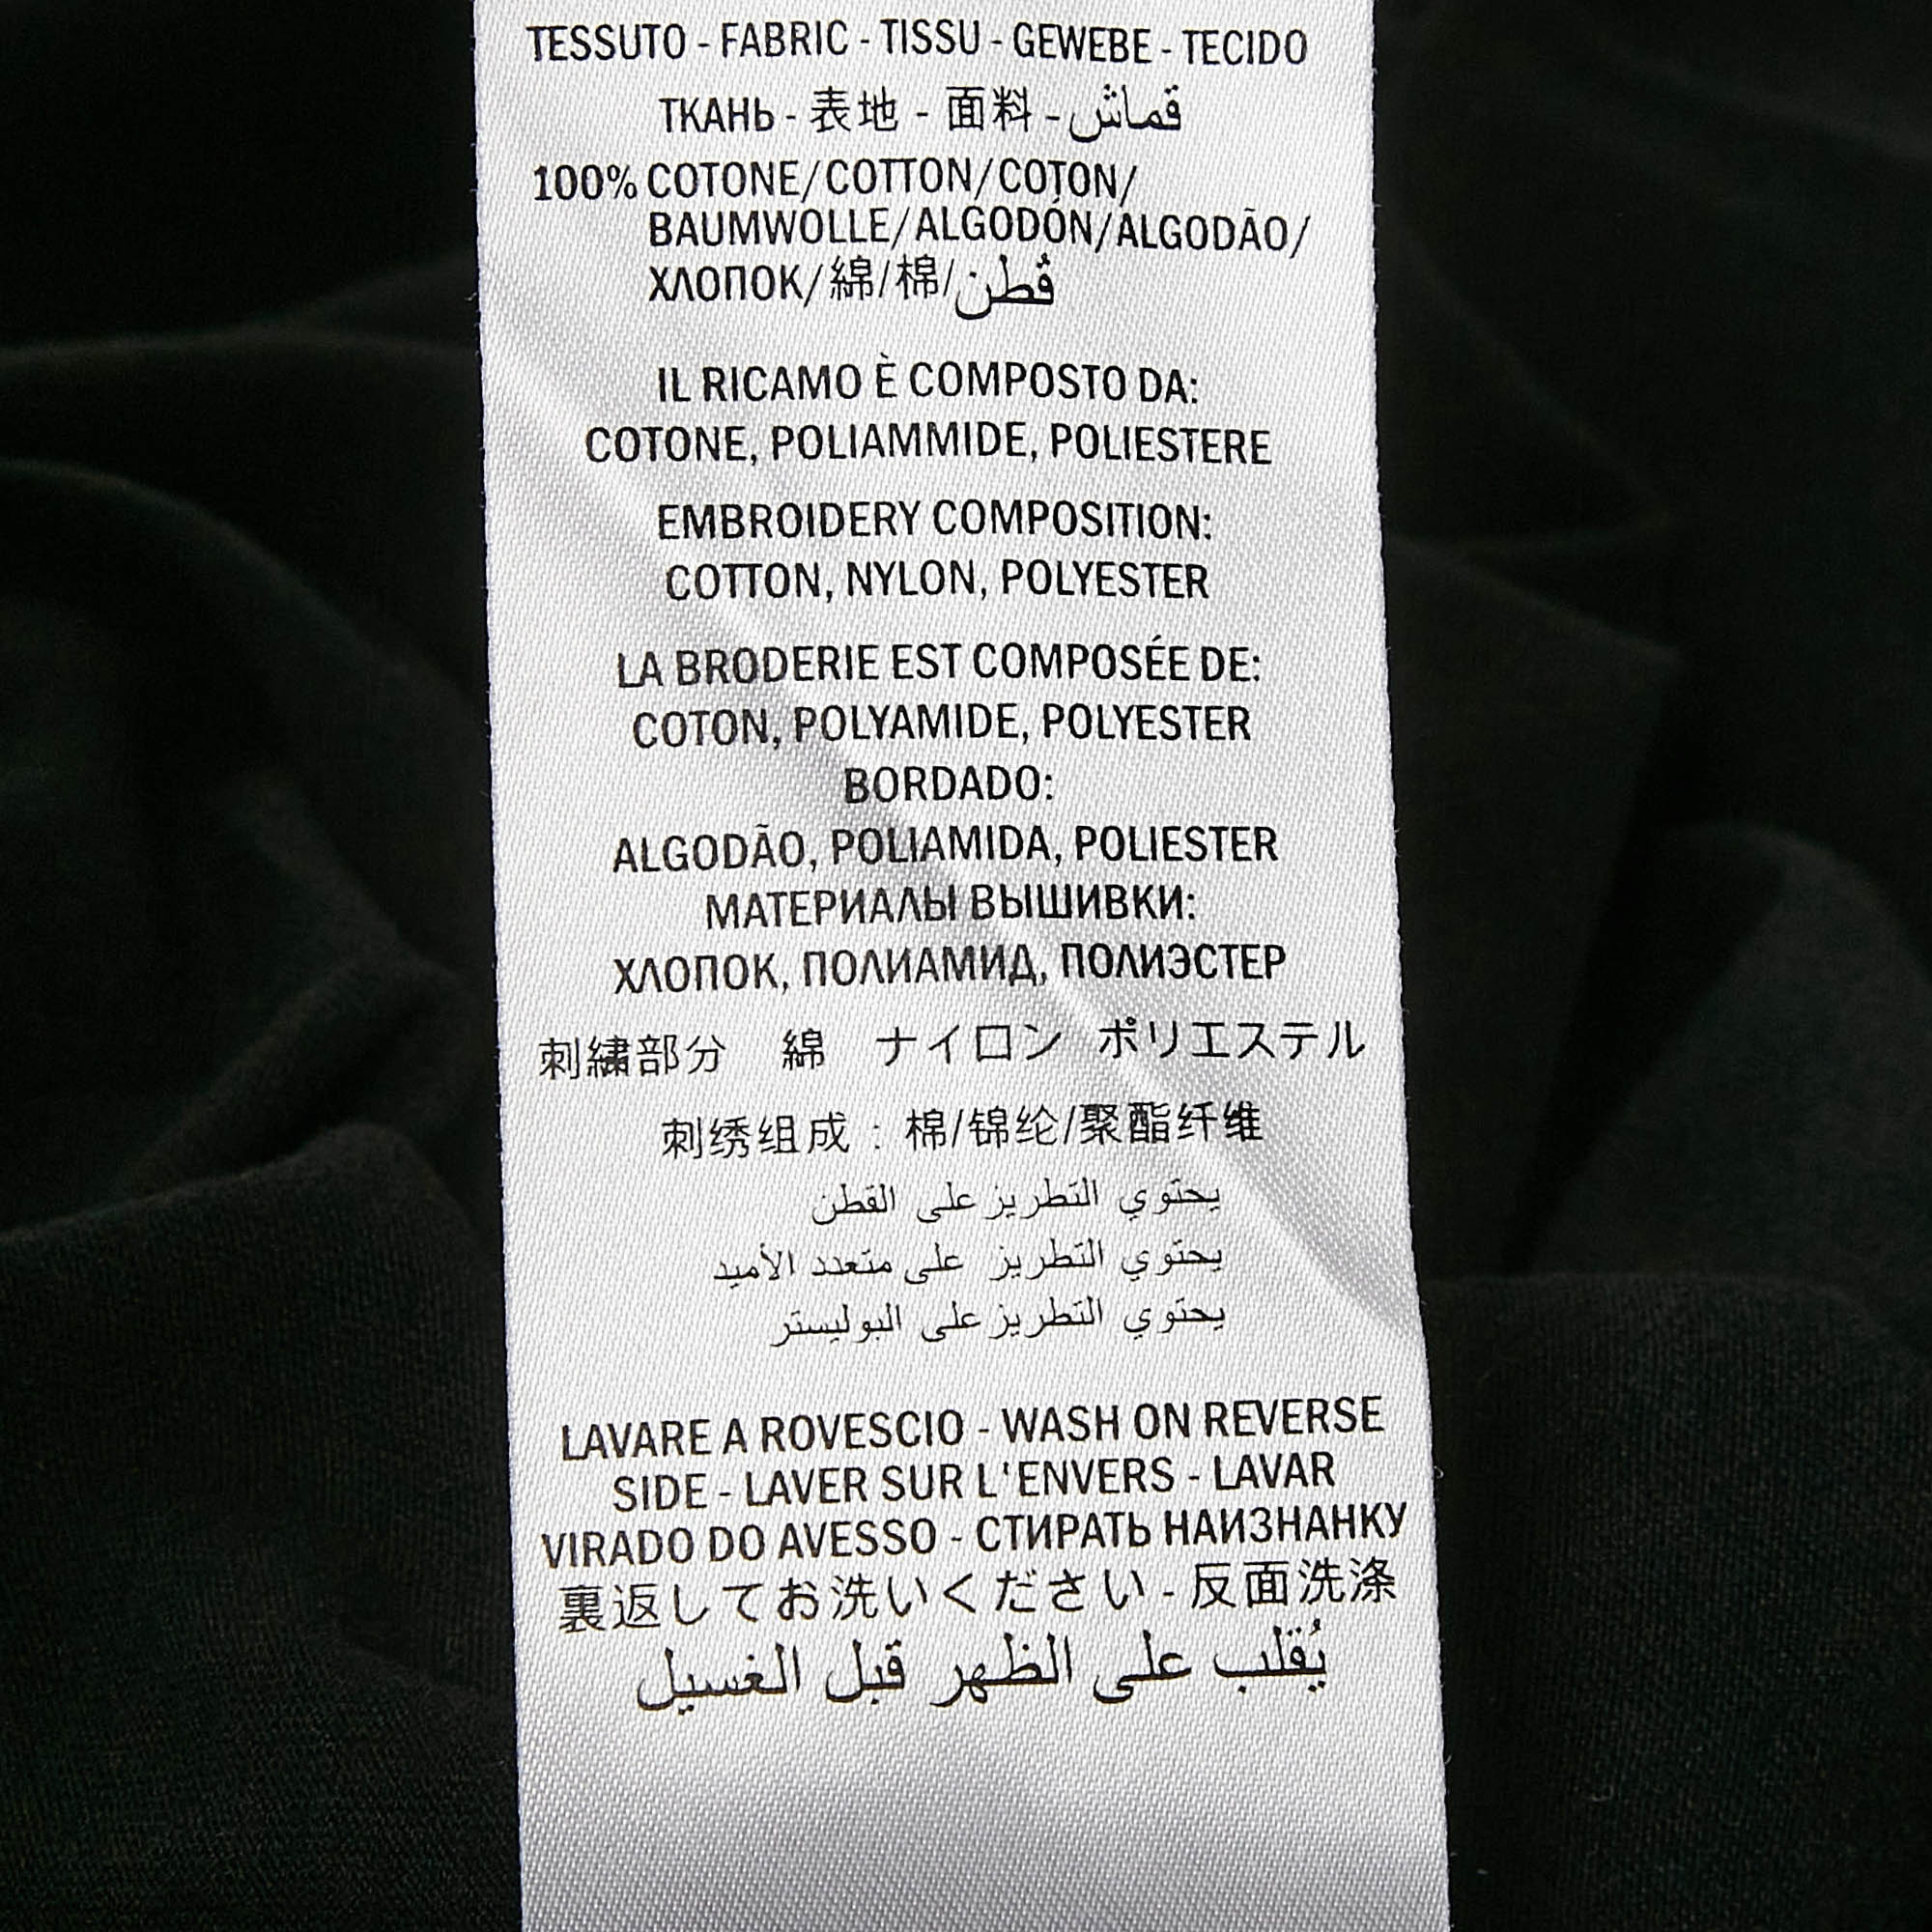 TESSUTO - FABRIC - TISSU - GEWEBE - TECIDO
ТКАНЬ - 表地 - 面料 - قماش
100% COTONE/COTTON/COTON/
BAUMWOLLE/ALGODÓN/ALGODÃO/
ХЛОПОК/綿/棉/قُطن
IL RICAMO È COMPOSTO DA:
COTONE, POLIAMMIDE, POLIESTERE
EMBROIDERY COMPOSITION:
COTTON, NYLON, POLYESTER
LA BRODERIE EST COMPOSÉE DE:
COTON, POLYAMIDE, POLYESTER
BORDADO:
ALGODÃO, POLIAMIDA, POLIESTER
МАТЕРИАЛЫ ВЫШИВКИ:
ХЛОПОК, ПОЛИАМИД, ПОЛИЭСТЕР
刺繍部分 綿 ナイロン ポリエステル
刺绣组成 : 棉/锦纶/聚酯纤维
يحتوي التطريز على القطن
يحتوي التطريز على متعدد الأميد
يحتوي التطريز على البوليستر
LAVARE A ROVESCIO - WASH ON REVERSE
SIDE - LAVER SUR L'ENVERS - LAVAR
VIRADO DO AVESSO - СТИРАТЬ НАИЗНАНКУ
裏返してお洗いください - 反面洗涤
يُقلب على الظهر قبل الغسيل